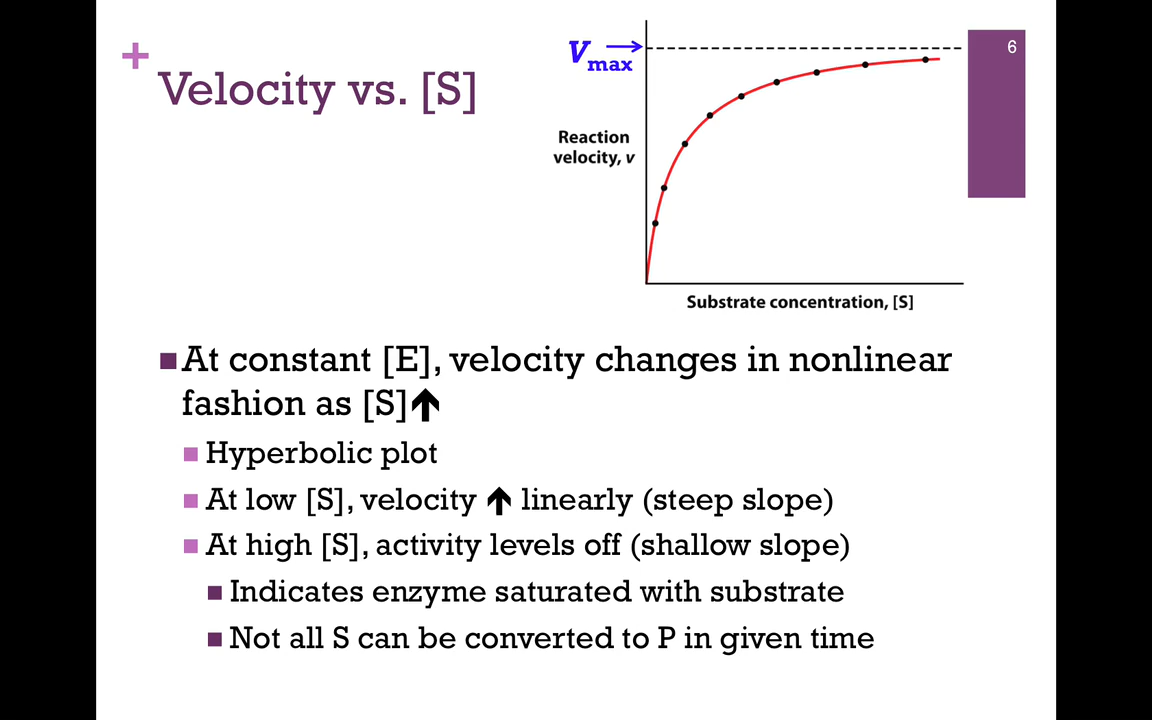 +
Velocity vs. [S]
6
Vmax
Reaction
velocity, v
Substrate concentration, [S]
At constant [E], velocity changes in nonlinear
fashion as [S]↑
Hyperbolic plot
At low [S], velocity ↑ linearly (steep slope)
At high [S], activity levels off (shallow slope)
Indicates enzyme saturated with substrate
Not all S can be converted to P in given time